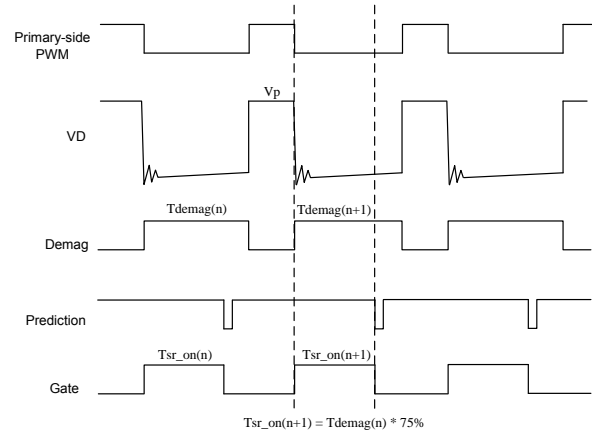 Primary-side
PWM
Vp
VD
Tdemag(n)
Tdemag(n+1)
Demag
Prediction
Tsr_on(n)
Tsr_on(n+1)
Gate
Tsr_on(n+1) = Tdemag(n) * 75%